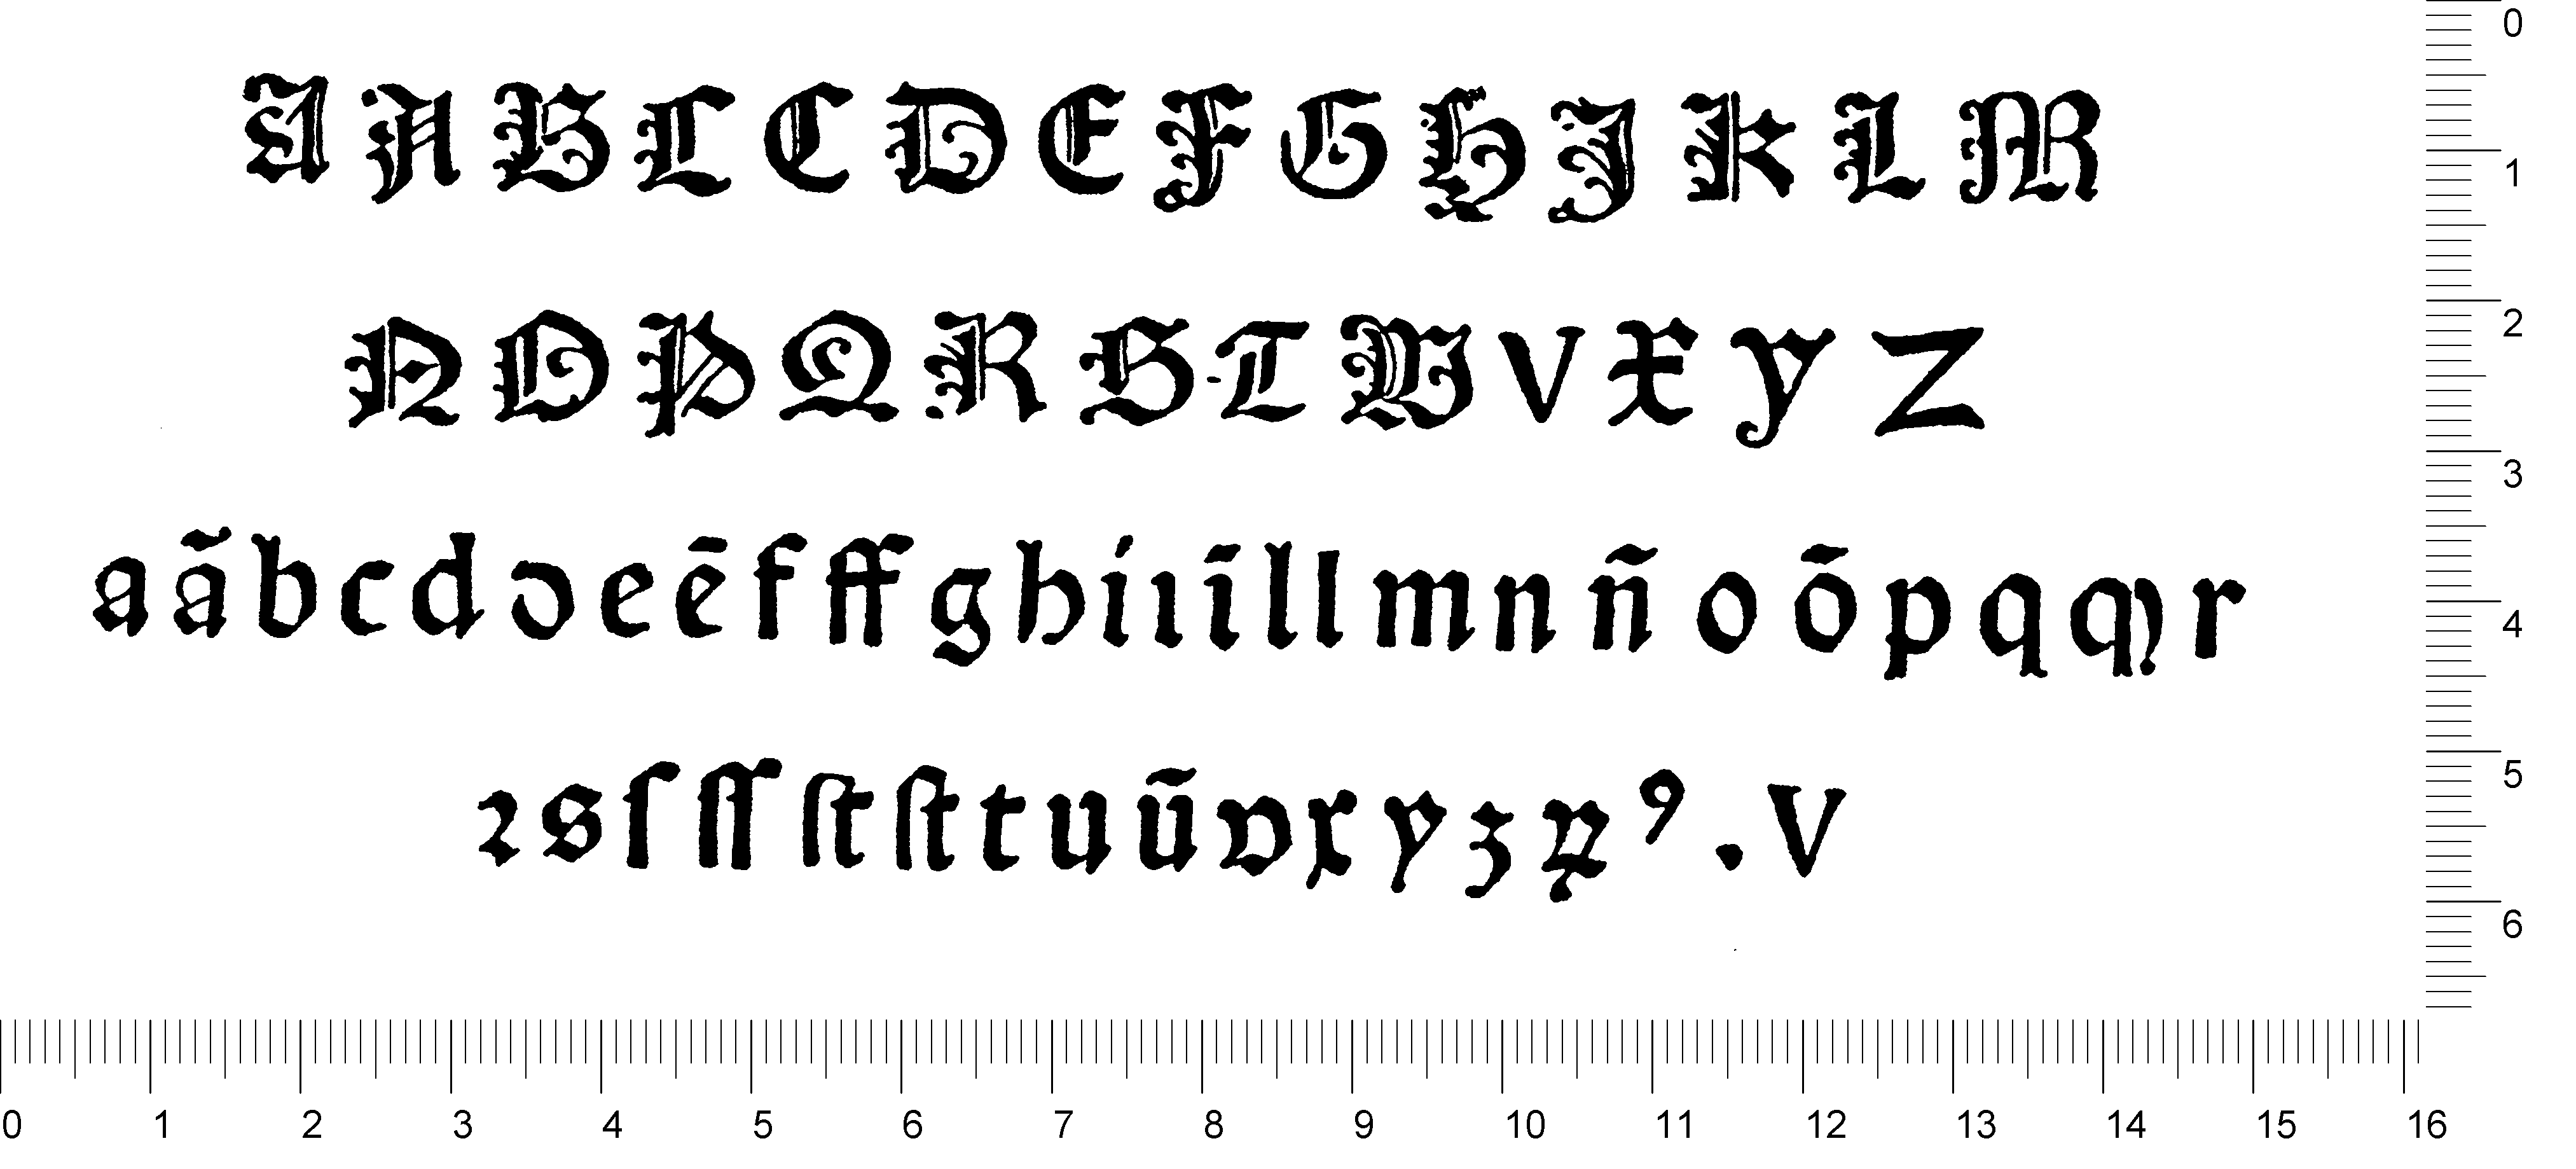 A A B C C D E F G H J K L M
N O P Q R S T W V X Y Z
a ã b c d ɔ e ē f ff g h i ı ĩ l l m n ñ o õ p q qꝫ r
ꝛ s ſ ſſ ſt ſt t u ũ v x y z ꝝ ꝰ . V
0
1
2
3
4
5
6
0 1 2 3 4 5 6 7 8 9 10 11 12 13 14 15 16